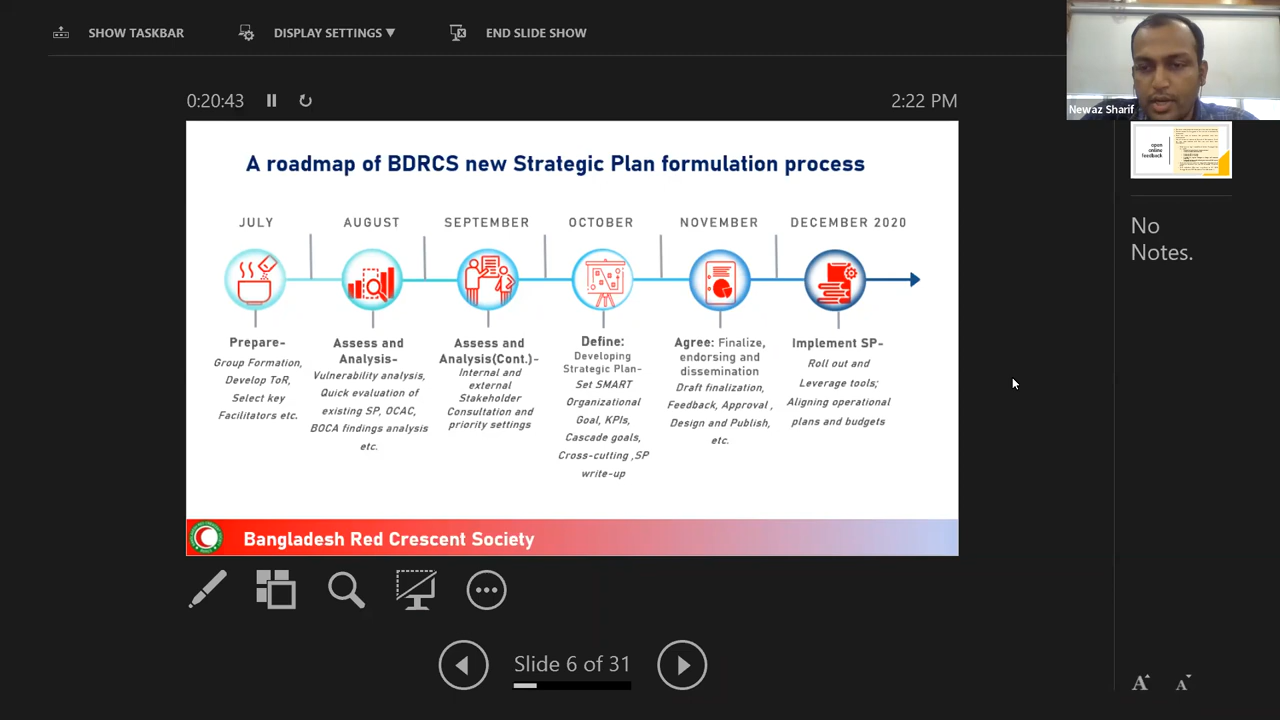 SHOW TASKBAR
DISPLAY SETTINGS ▼
END SLIDE SHOW
Newaz Sharif
0:20:43
2:22 PM
open
online
feedback
No
Notes.
A roadmap of BDRCS new Strategic Plan formulation process
JULY
AUGUST
SEPTEMBER
OCTOBER
NOVEMBER
DECEMBER 2020
Prepare-
Group Formation,
Develop ToR,
Select key
Facilitators etc.
Assess and
Analysis-
Vulnerability analysis,
Quick evaluation of
existing SP, OCAC,
BOCA findings analysis
etc.
Assess and
Analysis(Cont.)-
Internal and
external
Stakeholder
Consultation and
priority settings
Define:
Developing
Strategic Plan-
Set SMART
Organizational
Goal, KPIs,
Cascade goals,
Cross-cutting ,SP
write-up
Agree: Finalize,
endorsing and
dissemination
Draft finalization,
Feedback, Approval ,
Design and Publish,
etc.
Implement SP-
Roll out and
Leverage tools;
Aligning operational
plans and budgets
Bangladesh Red Crescent Society
Slide 6 of 31
A A